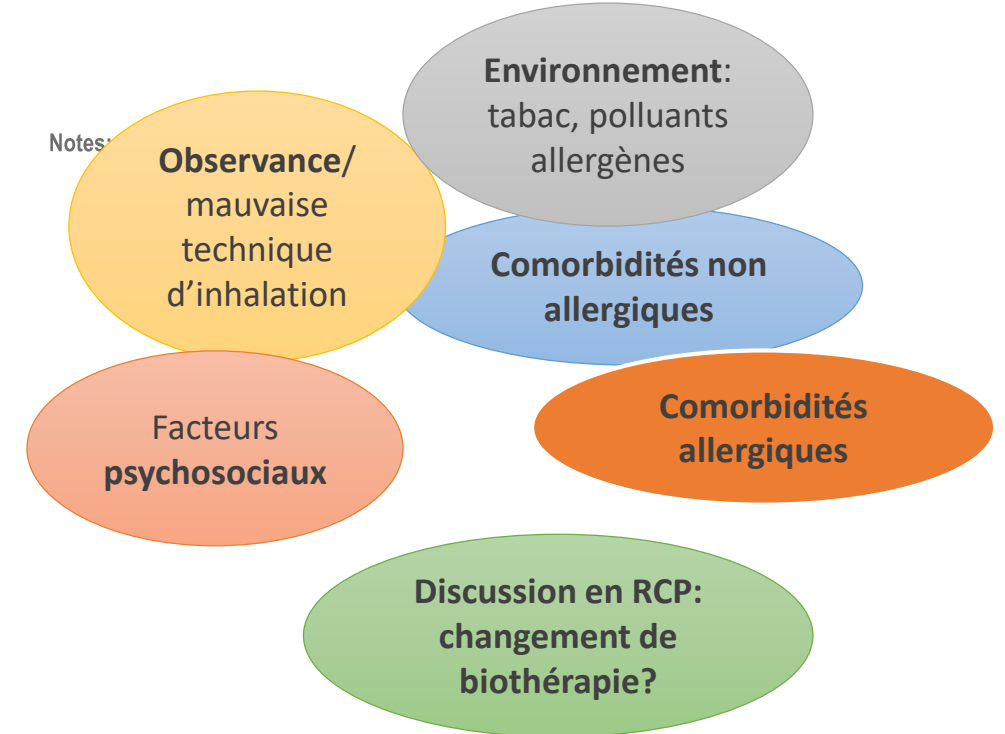 Environnement:
tabac, polluants
allergènes
Notes:
Observance/
mauvaise
technique
d’inhalation
Comorbidités non
allergiques
Comorbidités
allergiques
Facteurs
psychosociaux
Discussion en RCP:
changement de
biothérapie?